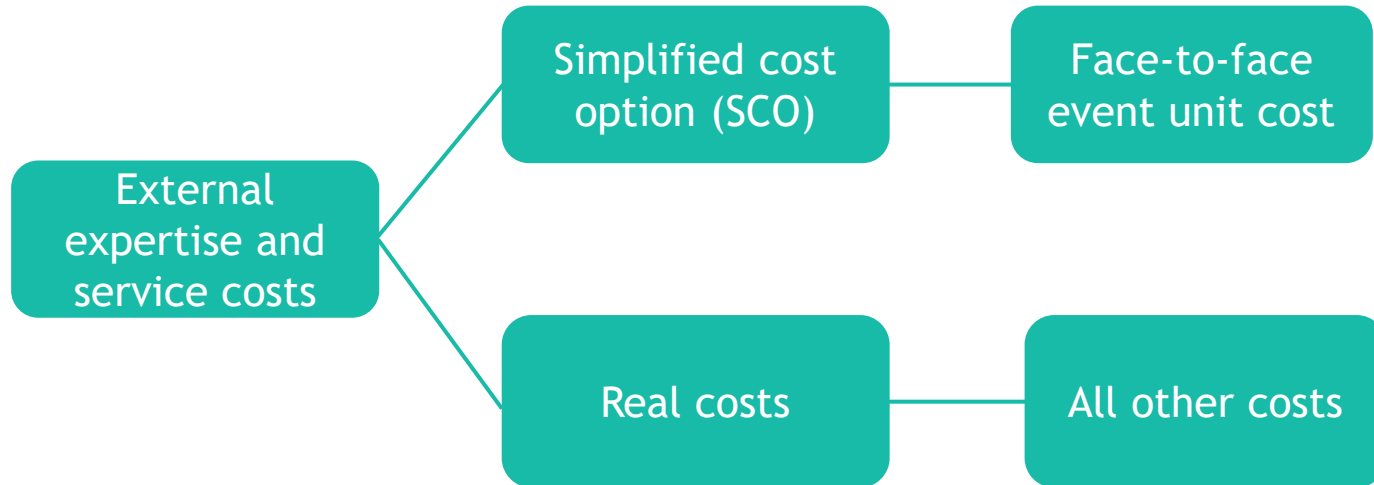 External
expertise and
service costs
Simplified cost
option (SCO)
Face-to-face
event unit cost
Real costs
All other costs